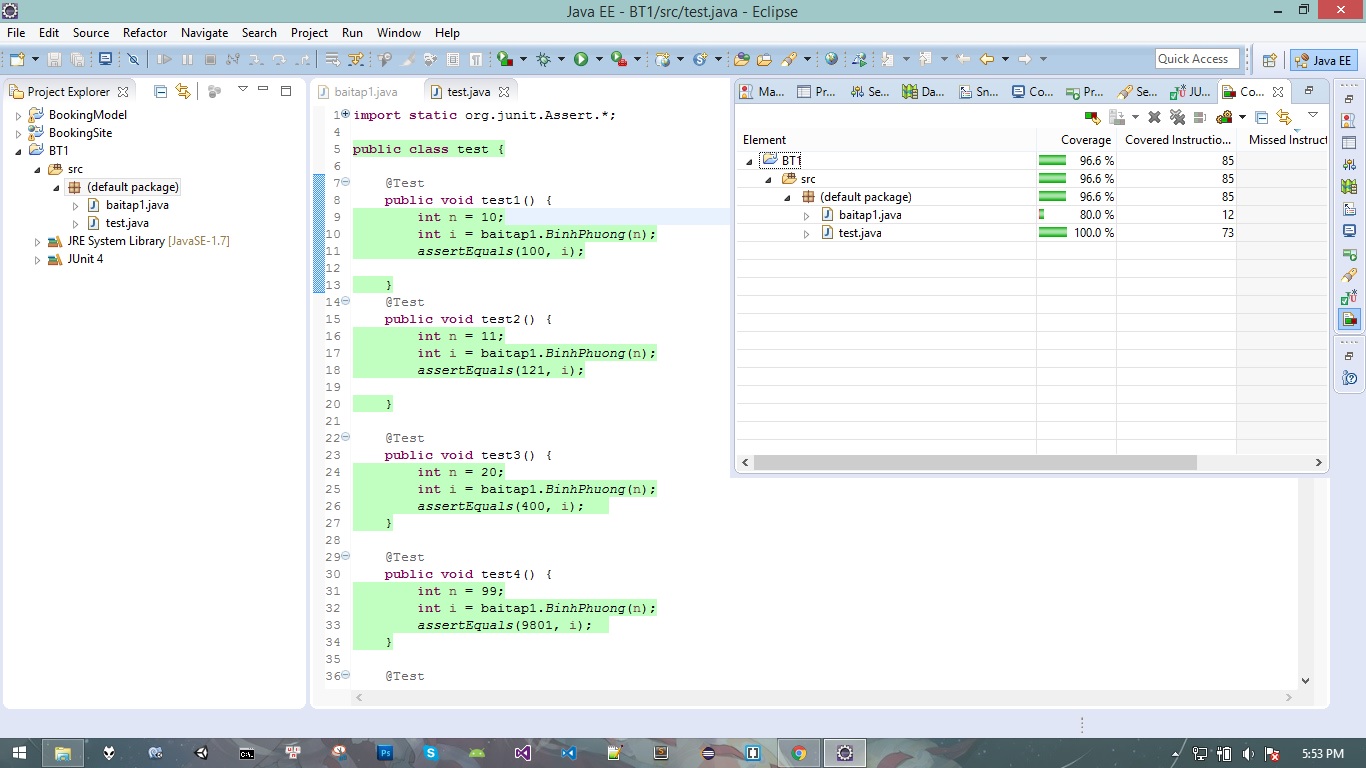 Java EE - BT1/src/test.java - Eclipse
File Edit Source Refactor Navigate Search Project Run Window Help
Quick Access
Java EE
Project Explorer
BookingModel
BookingSite
BT1
src
(default package)
baitap1.java
test.java
JRE System Library [JavaSE-1.7]
JUnit 4
baitap1.java
test.java
1 import static org.junit.Assert.*;
4
5 public class test {
6
7 @Test
8 public void test1() {
9 int n = 10;
10 int i = baitap1.BinhPhuong(n);
11 assertEquals(100, i);
12
13 }
14 @Test
15 public void test2() {
16 int n = 11;
17 int i = baitap1.BinhPhuong(n);
18 assertEquals(121, i);
19
20 }
21
22 @Test
23 public void test3() {
24 int n = 20;
25 int i = baitap1.BinhPhuong(n);
26 assertEquals(400, i);
27 }
28
29 @Test
30 public void test4() {
31 int n = 99;
32 int i = baitap1.BinhPhuong(n);
33 assertEquals(9801, i);
34 }
35
36 @Test
Ma... Pr... Se... Da... Sn... Co... Pr... Se... JU... Co...
Element Coverage Covered Instructio... Missed Instruct
BT1 96.6 % 85
src 96.6 % 85
(default package) 96.6 % 85
baitap1.java 80.0 % 12
test.java 100.0 % 73
5:53 PM